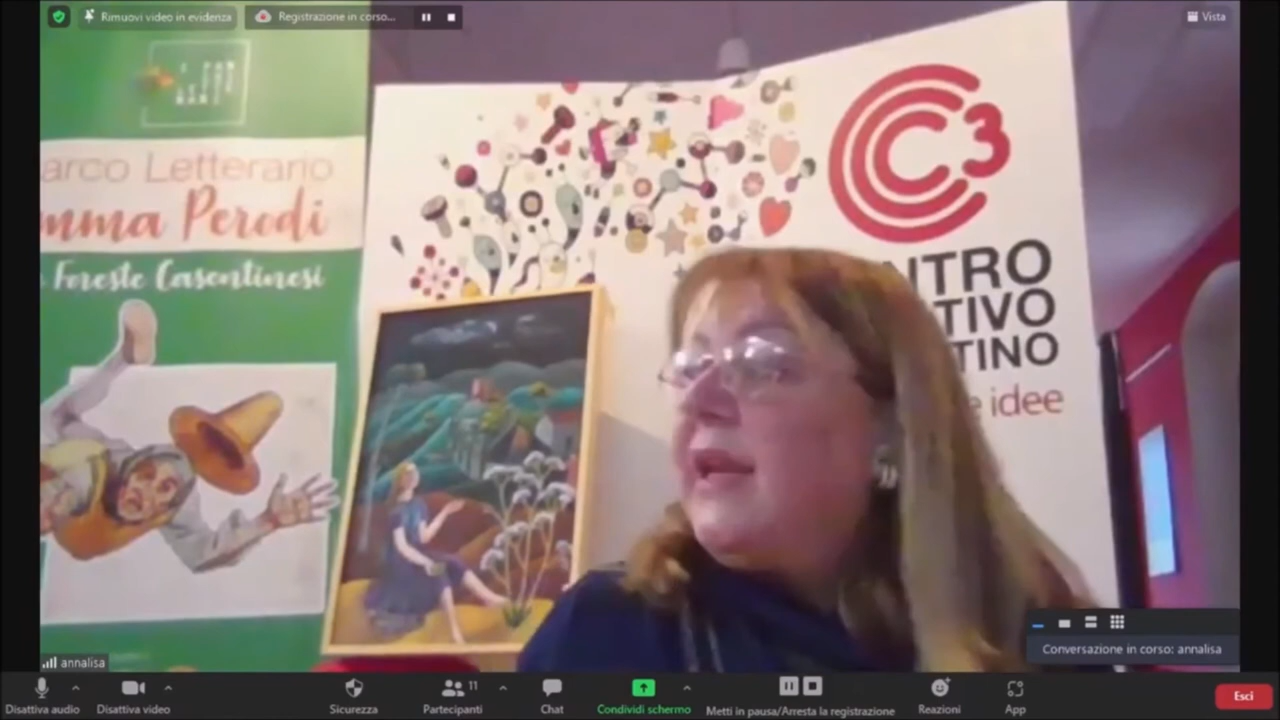 Rimuovi video in evidenza
Registrazione in corso...
Vista
arco Letterario
mma Perodi
Foreste Casentinesi
C3
NTRO
TIVO
TINO
e idee
annalisa
Conversazione in corso: annalisa
Disattiva audio
Disattiva video
Sicurezza
Partecipanti
11
Chat
Condividi schermo
Metti in pausa/Arresta la registrazione
Reazioni
App
Esci